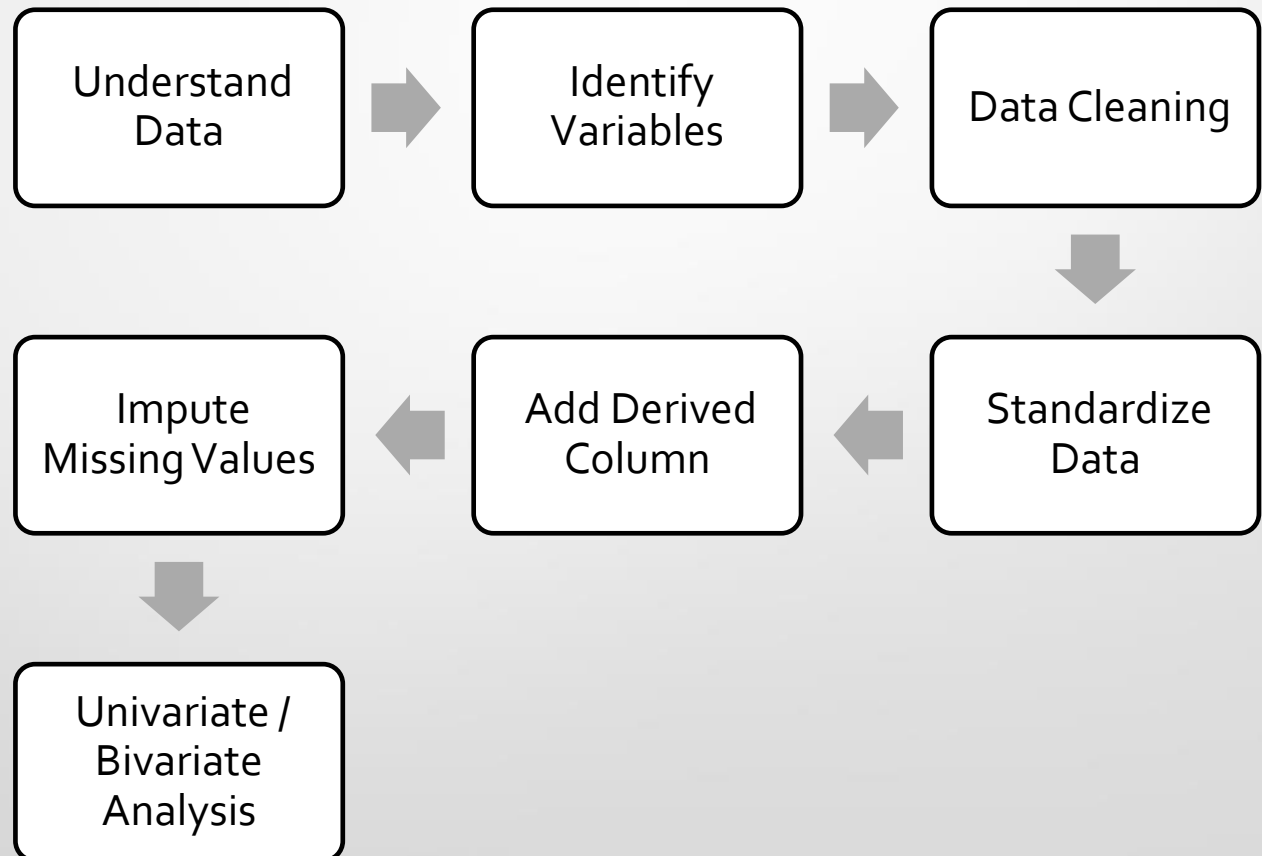 Understand
Data
Identify
Variables
Data Cleaning
Standardize
Data
Add Derived
Column
Impute
Missing Values
Univariate /
Bivariate
Analysis